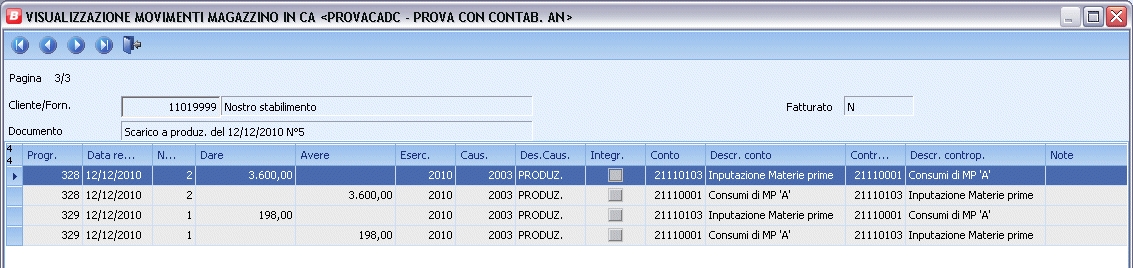 B VISUALIZZAZIONE MOVIMENTI MAGAZZINO IN CA <PROVACADC - PROVA CON CONTAB. AN>
Pagina 3/3
Cliente/Forn. 11019999 Nostro stabilimento Fatturato N
Documento Scarico a produz. del 12/12/2010 N°5
4 4 Progr. Data re... N... Dare Avere Eserc. Caus. Des.Caus. Integr. Conto Descr. conto Contr... Descr. controp. Note
328 12/12/2010 2 3.600,00 2010 2003 PRODUZ. 21110103 Inputazione Materie prime 21110001 Consumi di MP 'A'
328 12/12/2010 2 3.600,00 2010 2003 PRODUZ. 21110001 Consumi di MP 'A' 21110103 Inputazione Materie prime
329 12/12/2010 1 198,00 2010 2003 PRODUZ. 21110103 Inputazione Materie prime 21110001 Consumi di MP 'A'
329 12/12/2010 1 198,00 2010 2003 PRODUZ. 21110001 Consumi di MP 'A' 21110103 Inputazione Materie prime